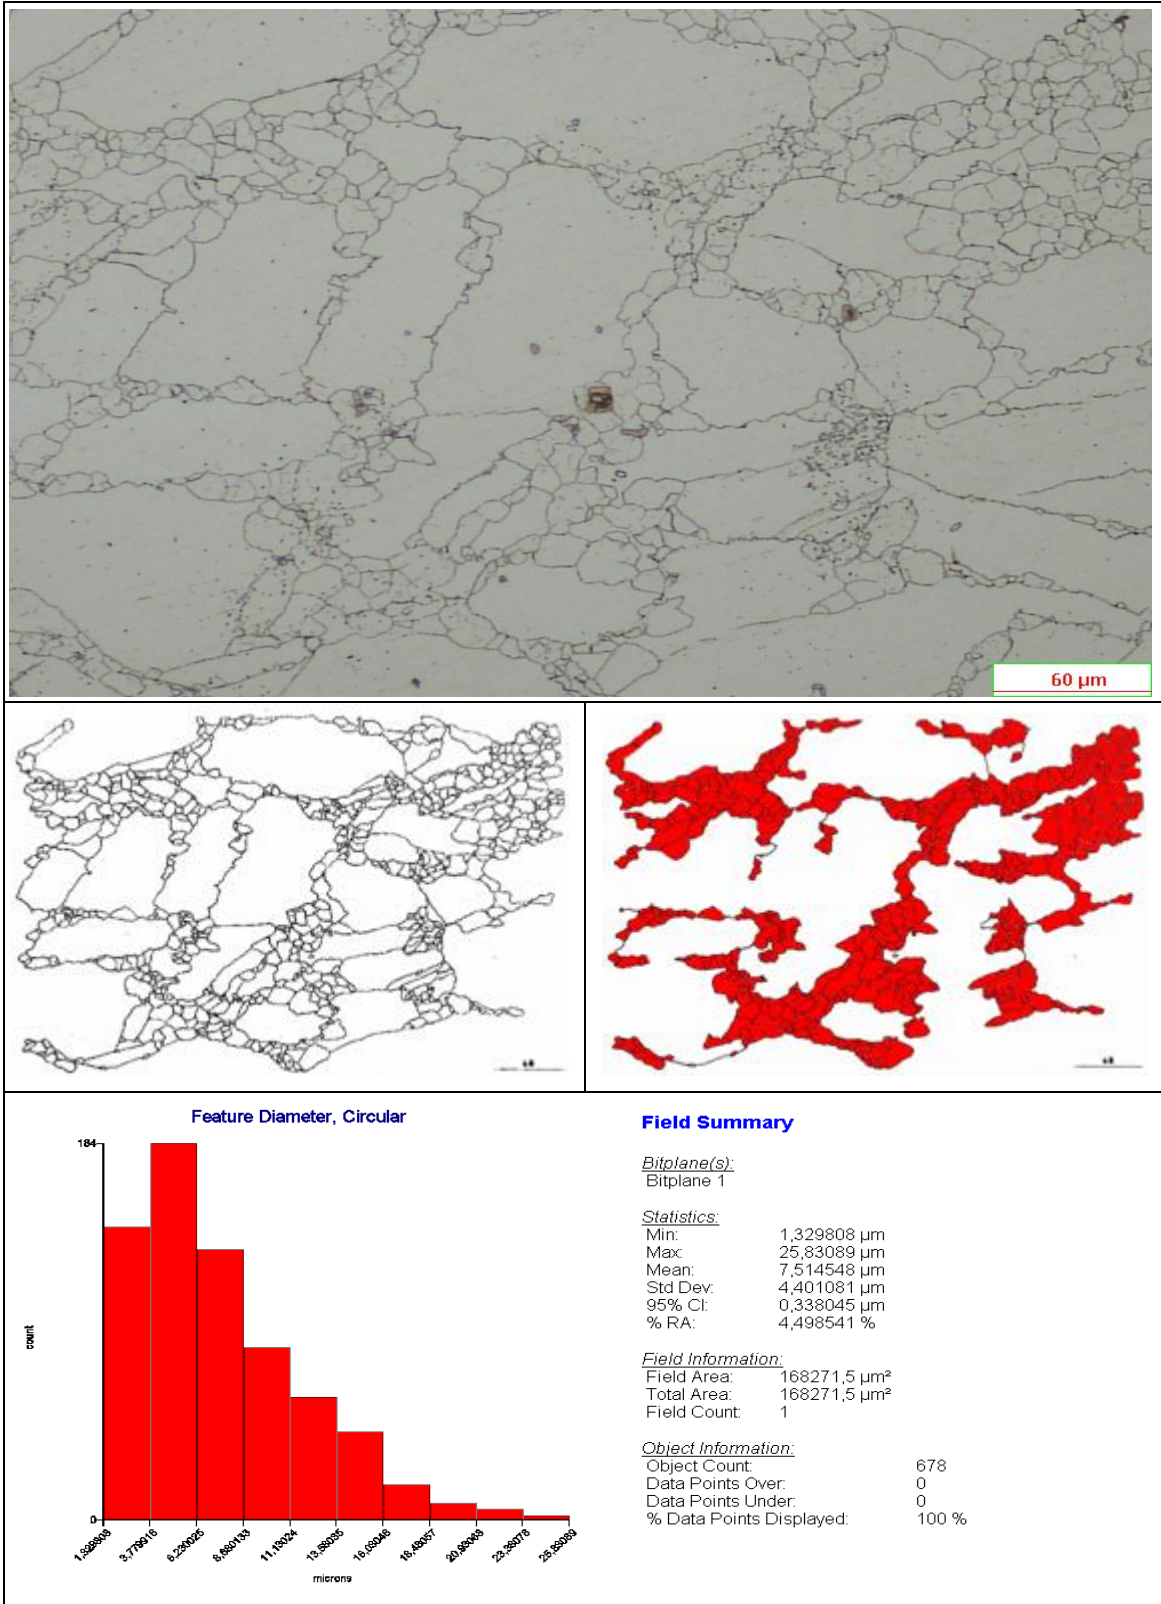 60 µm
Feature Diameter, Circular
184
count
0
1,329808 3,779916 6,230025 8,680133 11,13024 13,58035 16,03046 18,48057 20,93068 23,38078 25,83089
microns
Field Summary
Bitplane(s):
Bitplane 1
Statistics:
Min: 1,329808 µm
Max: 25,83089 µm
Mean: 7,514548 µm
Std Dev: 4,401081 µm
95% CI: 0,338045 µm
% RA: 4,498541 %
Field Information:
Field Area: 168271,5 µm²
Total Area: 168271,5 µm²
Field Count: 1
Object Information:
Object Count: 678
Data Points Over: 0
Data Points Under: 0
% Data Points Displayed: 100 %